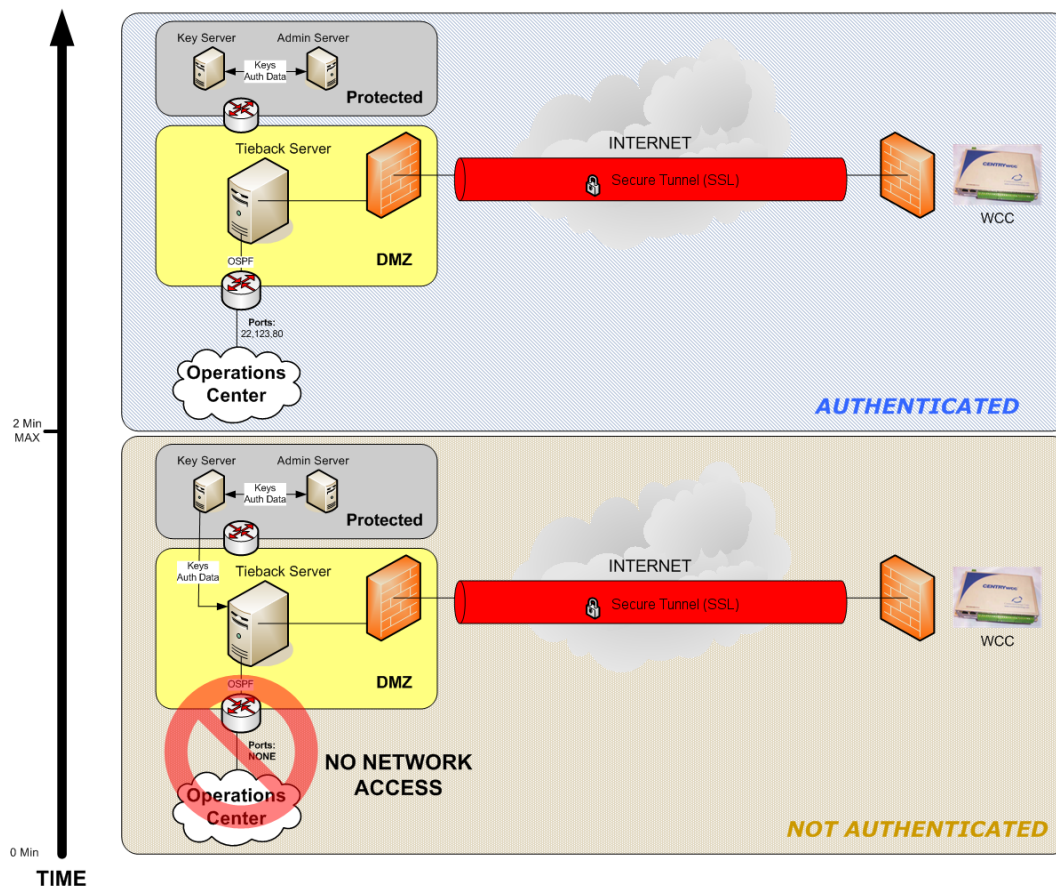 Key Server
Admin Server
Keys
Auth Data
Protected
Tieback Server
INTERNET
Secure Tunnel (SSL)
CENTRYWCC
WCC
OSPF
DMZ
Ports:
22,123,80
Operations
Center
AUTHENTICATED
2 Min
MAX
Key Server
Admin Server
Keys
Auth Data
Protected
Keys
Auth Data
Tieback Server
INTERNET
Secure Tunnel (SSL)
CENTRYWCC
WCC
OSPF
DMZ
Ports:
NONE
NO NETWORK
ACCESS
Operations
Center
NOT AUTHENTICATED
0 Min
TIME